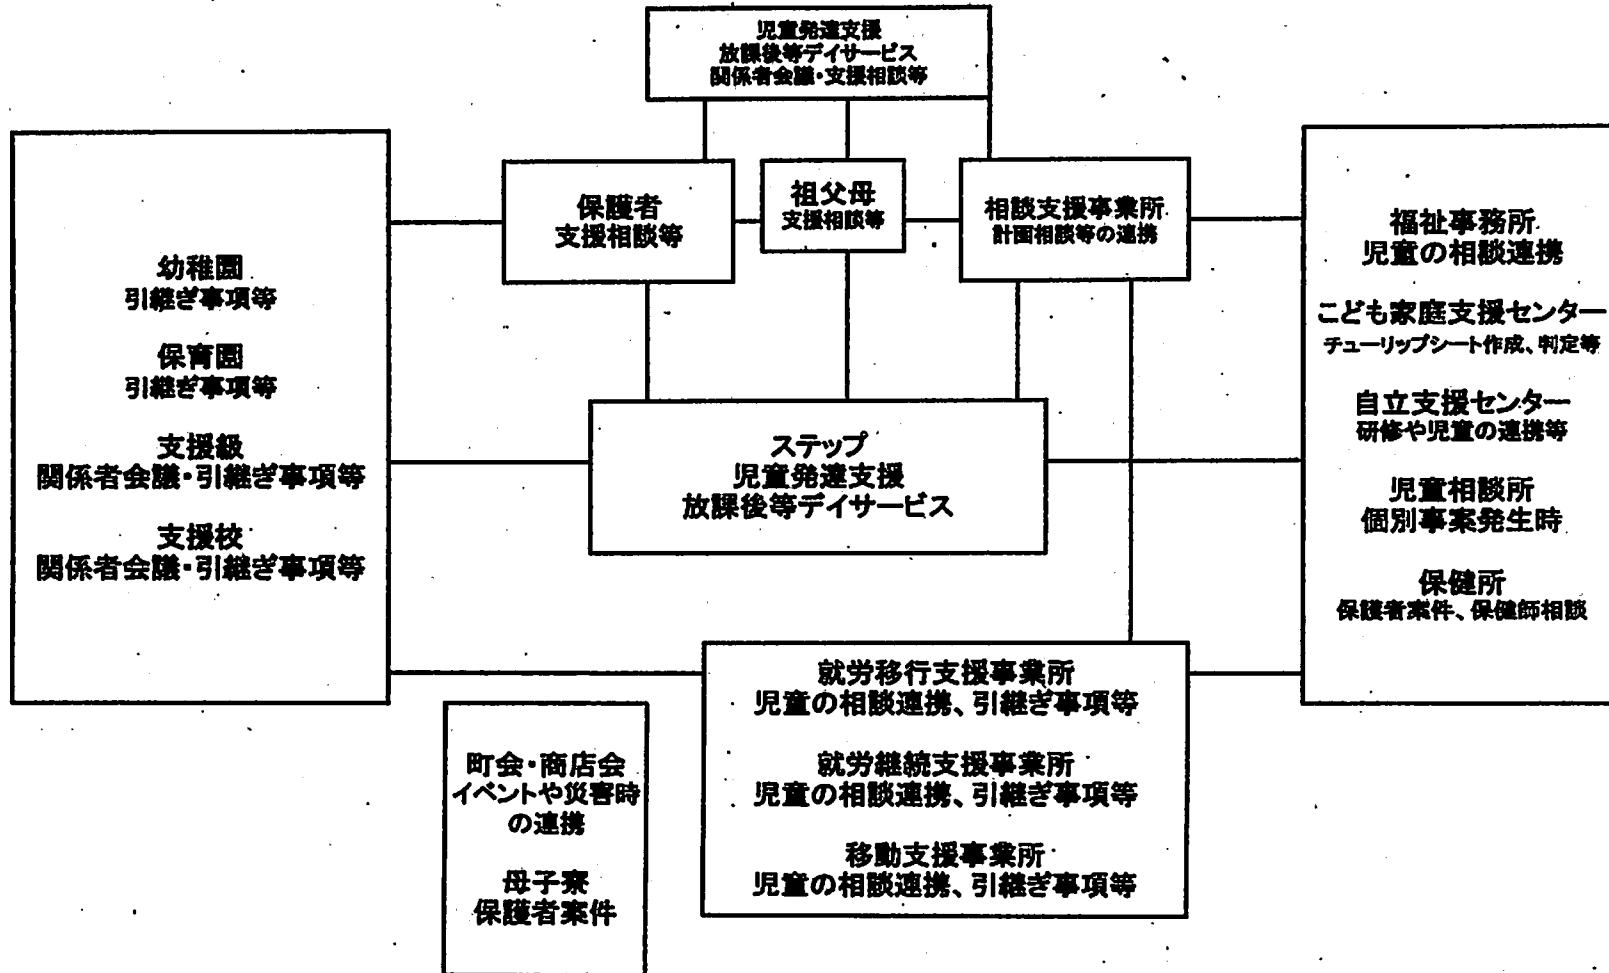 児童発達支援
放課後等デイサービス
関係者会議・支援相談等
保護者
支援相談等
祖父母
支援相談等
相談支援事業所
計画相談等の連携
幼稚園
引継ぎ事項等
保育園
引継ぎ事項等
支援級
関係者会議・引継ぎ事項等
支援校
関係者会議・引継ぎ事項等
ステップ
児童発達支援
放課後等デイサービス
福祉事務所
児童の相談連携
こども家庭支援センター
チューリップシート作成、判定等
自立支援センター
研修や児童の連携等
児童相談所
個別事案発生時
保健所
保護者案件、保健師相談
町会・商店会
イベントや災害時
の連携
母子寮
保護者案件
就労移行支援事業所
児童の相談連携、引継ぎ事項等
就労継続支援事業所
児童の相談連携、引継ぎ事項等
移動支援事業所
児童の相談連携、引継ぎ事項等